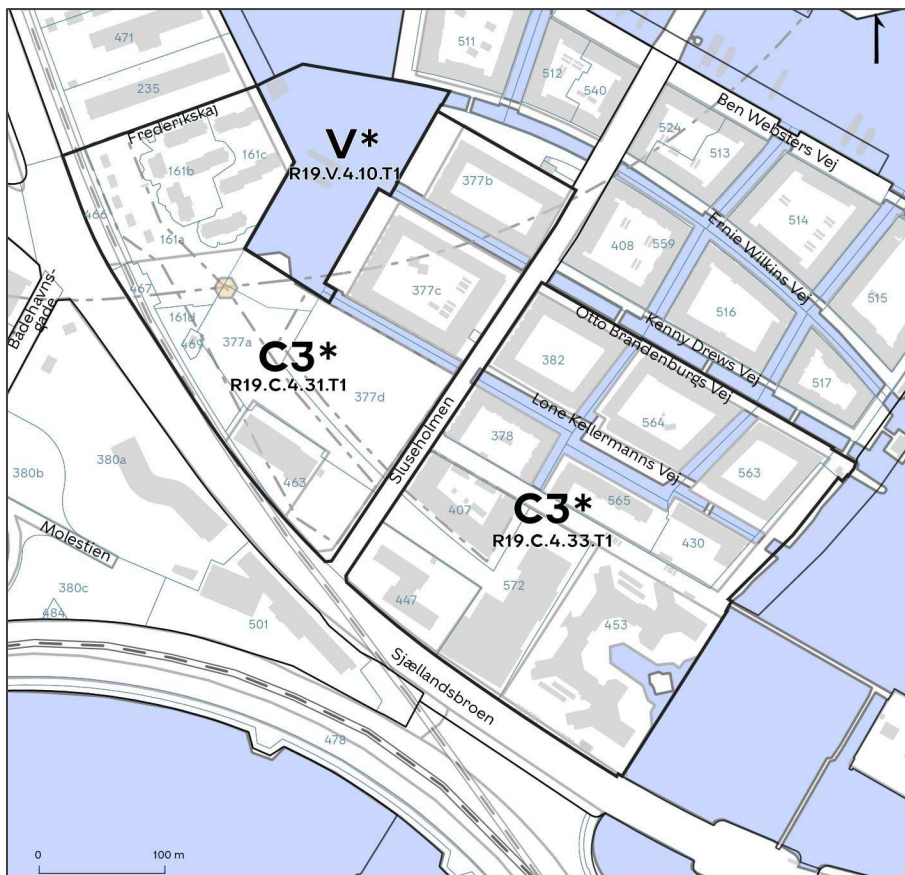 471
511
512
540
235
Frederikskaj
161b
161c
V*
R19.V.4.10.T1
377b
524
513
Ben Websters Vej
514
Ernie Wilkins Vej
515
466
161a
408
559
467
377c
516
Kenny Drews Vej
517
Bådehavns-
gade
161d
469
377a
C3*
R19.C.4.31.T1
377d
382
Otto Brandenburgs Vej
564
Lone Kellermanns Vej
Sluseholmen
378
563
380b
380a
463
407
C3*
R19.C.4.33.T1
565
430
Molestien
380c
484
501
447
572
453
Sjællandsbroen
478
0
100 m